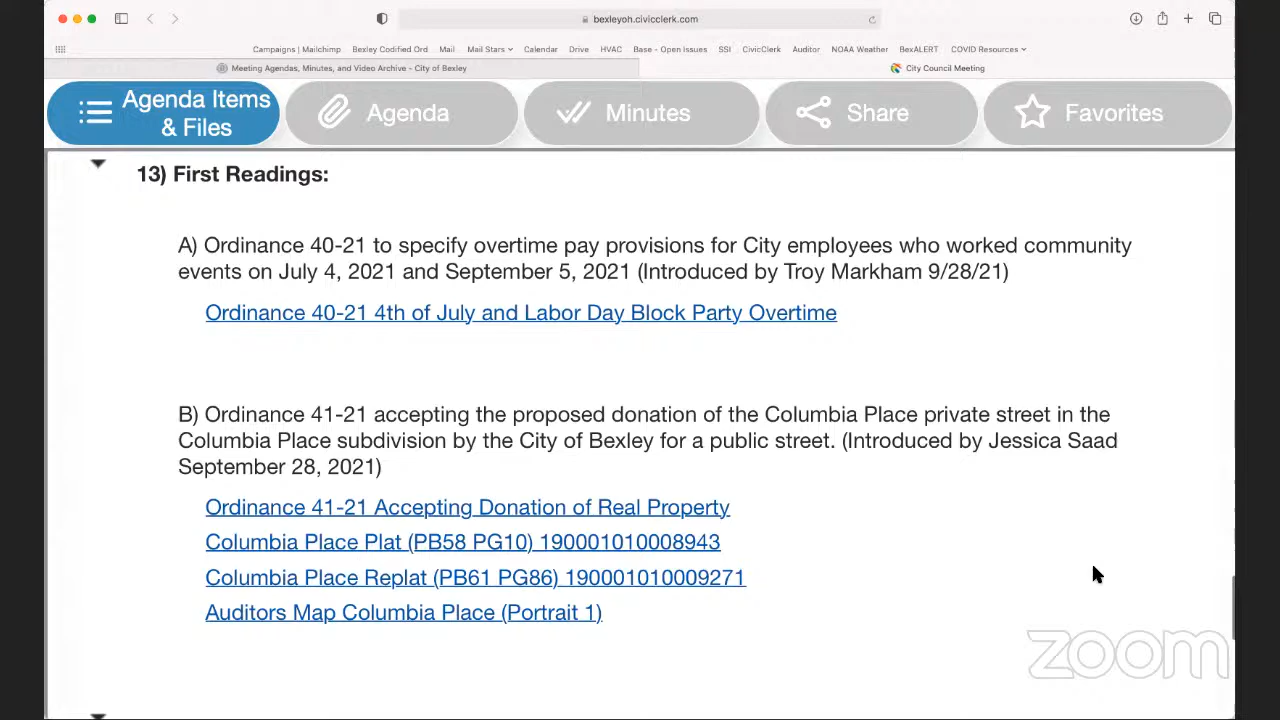 bexleyoh.civicclerk.com
Campaigns | Mailchimp Bexley Codified Ord Mail Mail Stars Calendar Drive HVAC Base - Open Issues SSI CivicClerk Auditor NOAA Weather BexALERT COVID Resources
Meeting Agendas, Minutes, and Video Archive - City of Bexley City Council Meeting
Agenda Items
& Files
Agenda Minutes Share Favorites
13) First Readings:
A) Ordinance 40-21 to specify overtime pay provisions for City employees who worked community
events on July 4, 2021 and September 5, 2021 (Introduced by Troy Markham 9/28/21)
Ordinance 40-21 4th of July and Labor Day Block Party Overtime
B) Ordinance 41-21 accepting the proposed donation of the Columbia Place private street in the
Columbia Place subdivision by the City of Bexley for a public street. (Introduced by Jessica Saad
September 28, 2021)
Ordinance 41-21 Accepting Donation of Real Property
Columbia Place Plat (PB58 PG10) 190001010008943
Columbia Place Replat (PB61 PG86) 190001010009271
Auditors Map Columbia Place (Portrait 1)
zoom